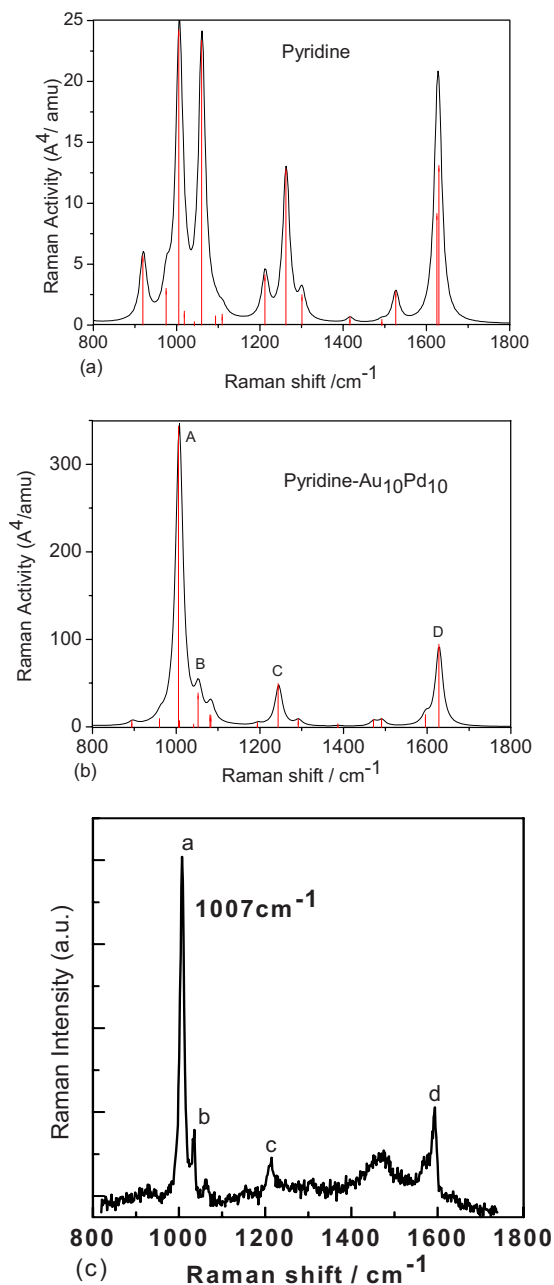 25
20
15
10
5
0
Pyridine
Raman Activity (A⁴/ amu)
800 1000 1200 1400 1600 1800
(a)
Raman shift /cm⁻¹
300
200
100
0
A
B
C
D
Pyridine-Au₁₀Pd₁₀
Raman Activity (A⁴/amu)
800 1000 1200 1400 1600 1800
(b)
Raman shift / cm⁻¹
a
1007cm⁻¹
b
c
d
Raman Intensity (a.u.)
800 1000 1200 1400 1600 1800
(c) Raman shift / cm⁻¹